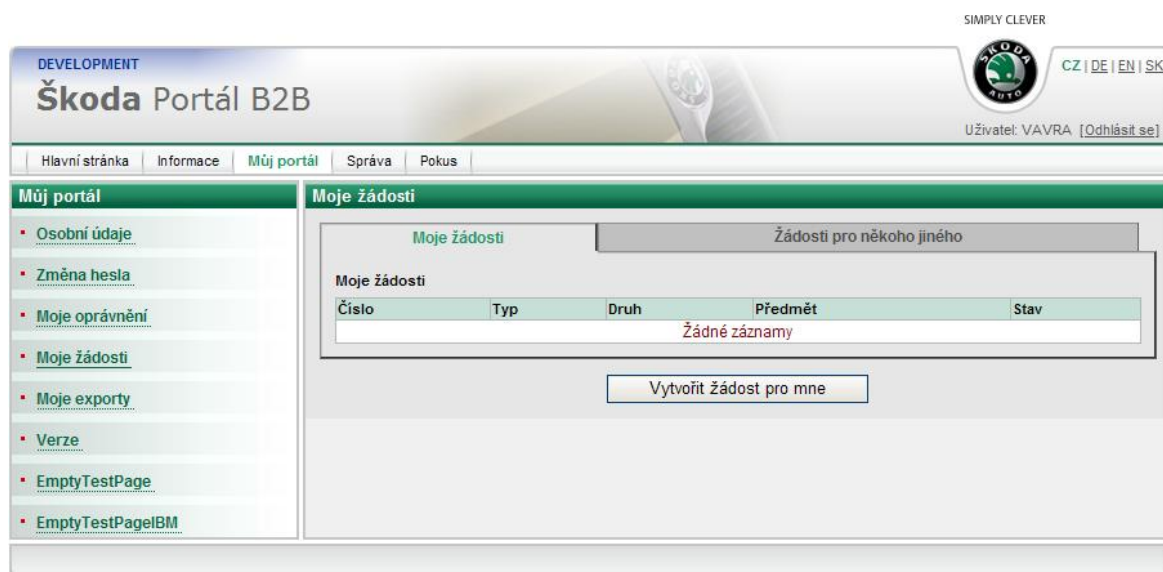 SIMPLY CLEVER
DEVELOPMENT
Škoda Portál B2B
ŠKODA
AUTO
CZ | DE | EN | SK
Uživatel: VAVRA [Odhlásit se]
Hlavní stránka Informace Můj portál Správa Pokus
Můj portál
Osobní údaje
Změna hesla
Moje oprávnění
Moje žádosti
Moje exporty
Verze
EmptyTestPage
EmptyTestPageIBM
Moje žádosti
Moje žádosti Žádosti pro někoho jiného
Moje žádosti
Číslo Typ Druh Předmět Stav
Žádné záznamy
Vytvořit žádost pro mne